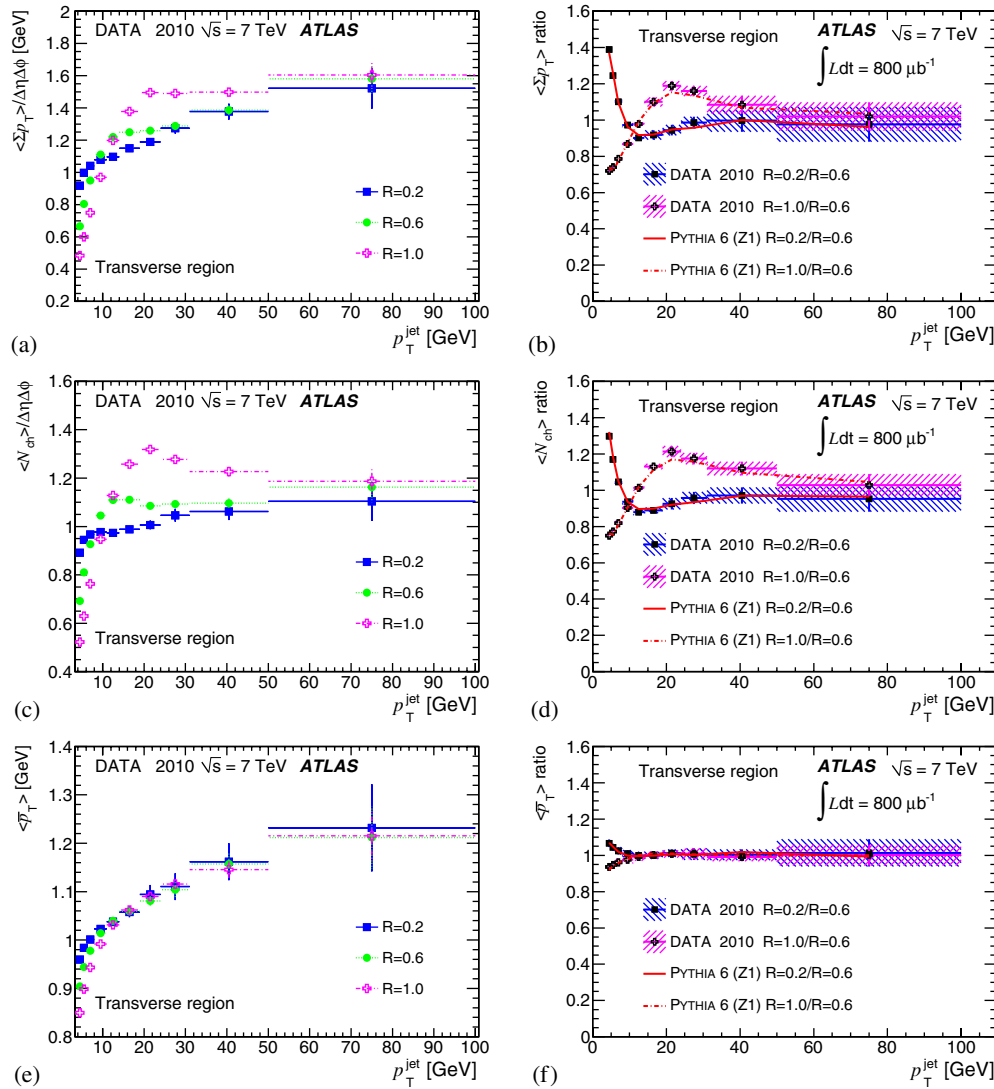 DATA 2010 √s = 7 TeV ATLAS
<Σp_T>/ΔηΔϕ [GeV]
2
1.8
1.6
1.4
1.2
1
0.8
0.6
0.4
0.2
R=0.2
R=0.6
R=1.0
Transverse region
10 20 30 40 50 60 70 80 90 100
p_T^jet [GeV]
(a)
<Σp_T> ratio
Transverse region ATLAS √s = 7 TeV
∫Ldt = 800 μb⁻¹
1.6
1.4
1.2
1
0.8
0.6
0.4
0.2
0
DATA 2010 R=0.2/R=0.6
DATA 2010 R=1.0/R=0.6
PYTHIA 6 (Z1) R=0.2/R=0.6
PYTHIA 6 (Z1) R=1.0/R=0.6
0 20 40 60 80 100
p_T^jet [GeV]
(b)
DATA 2010 √s = 7 TeV ATLAS
<N_ch>/ΔηΔϕ
1.6
1.4
1.2
1
0.8
0.6
0.4
R=0.2
R=0.6
R=1.0
Transverse region
10 20 30 40 50 60 70 80 90 100
p_T^jet [GeV]
(c)
<N_ch> ratio
Transverse region ATLAS √s = 7 TeV
∫Ldt = 800 μb⁻¹
1.6
1.4
1.2
1
0.8
0.6
0.4
0.2
0
DATA 2010 R=0.2/R=0.6
DATA 2010 R=1.0/R=0.6
PYTHIA 6 (Z1) R=0.2/R=0.6
PYTHIA 6 (Z1) R=1.0/R=0.6
0 20 40 60 80 100
p_T^jet [GeV]
(d)
DATA 2010 √s = 7 TeV ATLAS
<p̅_T> [GeV]
1.4
1.3
1.2
1.1
1
0.9
0.8
R=0.2
R=0.6
R=1.0
Transverse region
10 20 30 40 50 60 70 80 90 100
p_T^jet [GeV]
(e)
<p̅_T> ratio
Transverse region ATLAS √s = 7 TeV
∫Ldt = 800 μb⁻¹
1.6
1.4
1.2
1
0.8
0.6
0.4
0.2
0
DATA 2010 R=0.2/R=0.6
DATA 2010 R=1.0/R=0.6
PYTHIA 6 (Z1) R=0.2/R=0.6
PYTHIA 6 (Z1) R=1.0/R=0.6
0 20 40 60 80 100
p_T^jet [GeV]
(f)